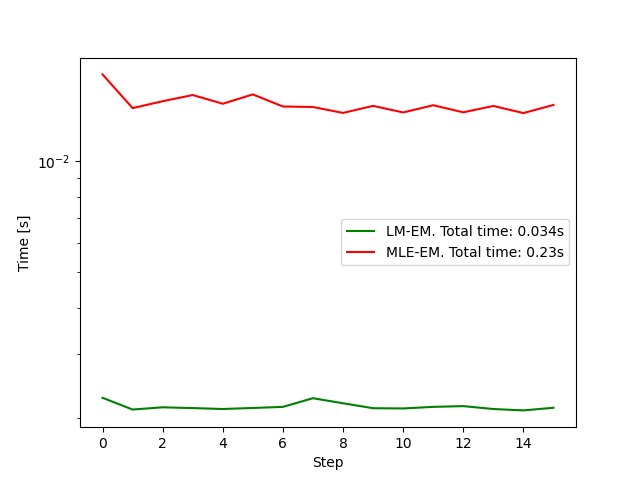 Time [s]
10⁻²
LM-EM. Total time: 0.034s
MLE-EM. Total time: 0.23s
0 2 4 6 8 10 12 14
Step